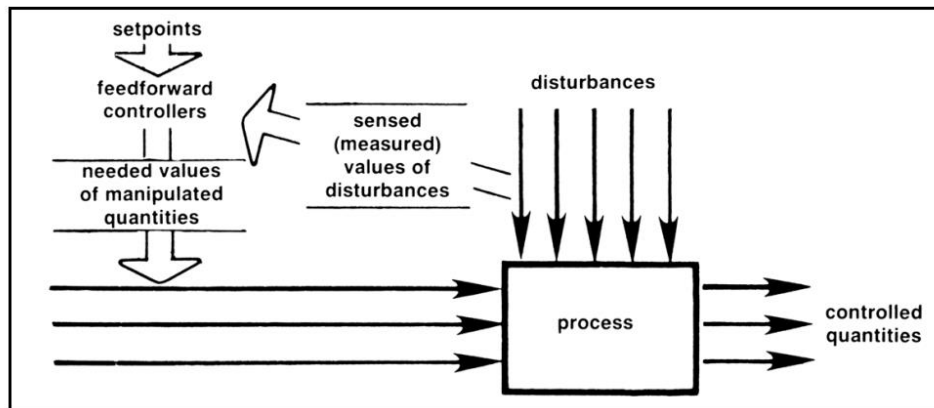 setpoints
feedforward
controllers
needed values
of manipulated
quantities
sensed
(measured)
values of
disturbances
disturbances
process
controlled
quantities